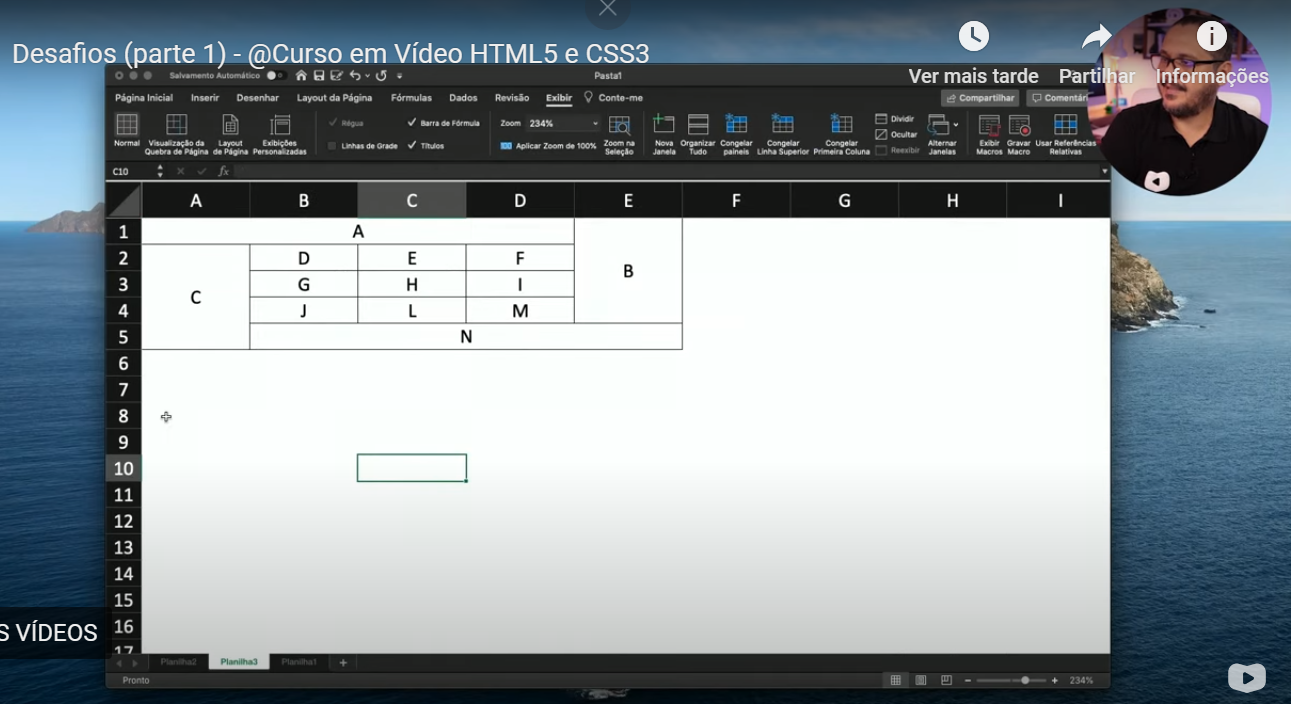 Desafios (parte 1) - @Curso em Vídeo HTML5 e CSS3
Ver mais tarde Partilhar Informações
Salvamento Automático Pasta1
Página Inicial Inserir Desenhar Layout da Página Fórmulas Dados Revisão Exibir Conte-me Compartilhar Comentári
Normal Visualização da Quebra de Página Layout de Página Exibições Personalizadas
Régua Barra de Fórmula
Linhas de Grade Títulos
Zoom 234%
100 Aplicar Zoom de 100%
Zoom na Seleção
Nova Janela Organizar Tudo Congelar painéis Congelar Linha Superior Congelar Primeira Coluna
Dividir
Ocultar
Reexibir
Alternar Janelas Exibir Macros Gravar Macro Usar Referências Relativas
C10 fx
A B C D E F G H I
1 A
2 D E F
B
3 G H I
C
4 J L M
5 N
6
7
8
9
10
11
12
13
14
15
S VÍDEOS 16
17
Planilha2 Planilha3 Planilha1 +
Pronto 234%